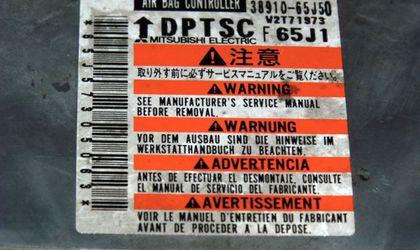 AIR BAG CONTROLLER 38910-65J50
W2T71973
↑DPTSC F 65J1
MITSUBISHI ELECTRIC
⚠注意
取り外す前に必ずサービスマニュアルをご覧ください。
⚠WARNING
SEE MANUFACTURER'S SERVICE MANUAL
BEFORE REMOVAL.
⚠WARNUNG
VOR DEM AUSBAU SIND DIE HINWEISE IM
WERKSTATTHANDBUCH ZU BEACHTEN.
⚠ADVERTENCIA
ANTES DE EFECTUAR EL DESMONTAJE, CONSULTE
EL MANUAL DE SERVICIO DEL FABRICANTE.
⚠AVERTISSEMENT
VOIR LE MANUEL D'ENTRETIEN DU FABRICANT
AVANT DE PROCEDER A LA DEPOSE.